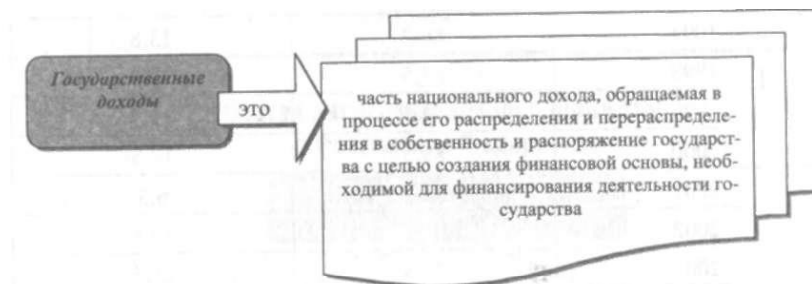 Государственные
доходы
это
часть национального дохода, обращаемая в
процессе его распределения и перераспределе-
ния в собственность и распоряжение государст-
ва с целью создания финансовой основы, необ-
ходимой для финансирования деятельности го-
сударства